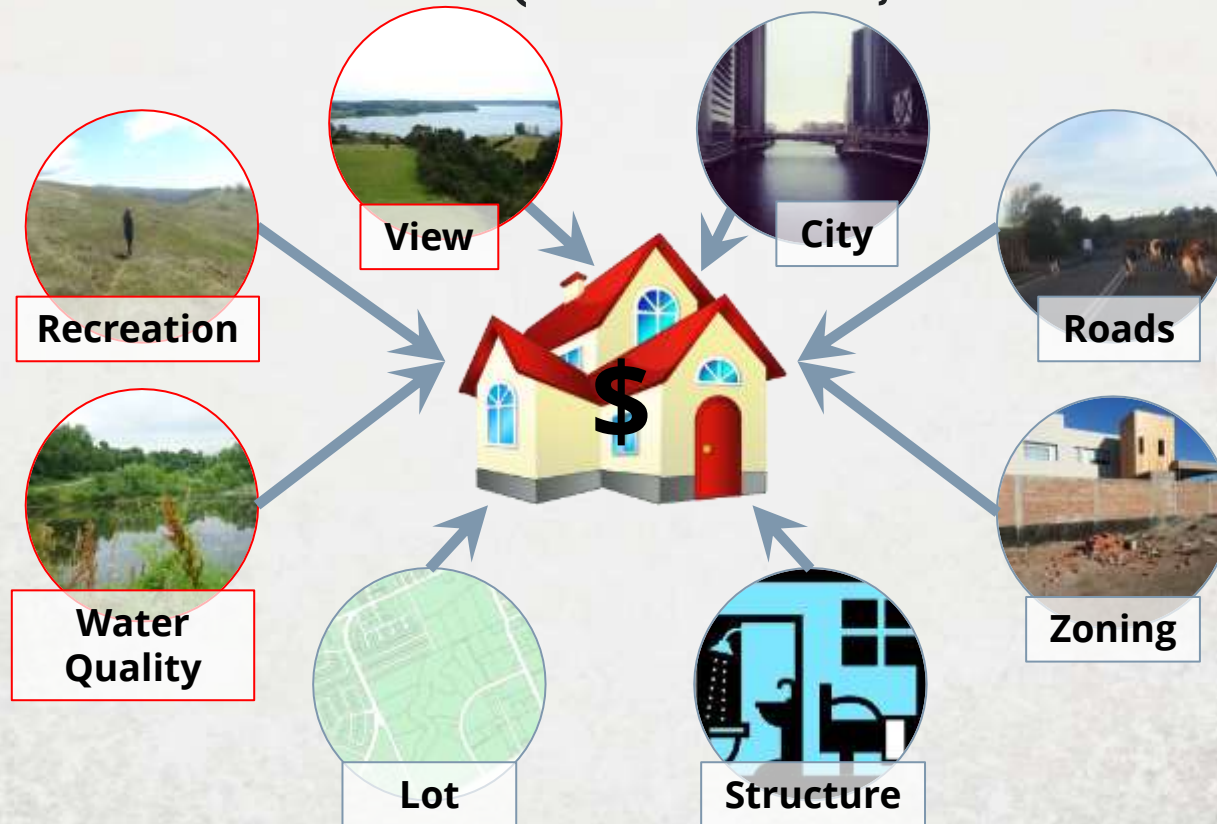 View
City
Recreation
Roads
$
Water
Quality
Zoning
Lot
Structure